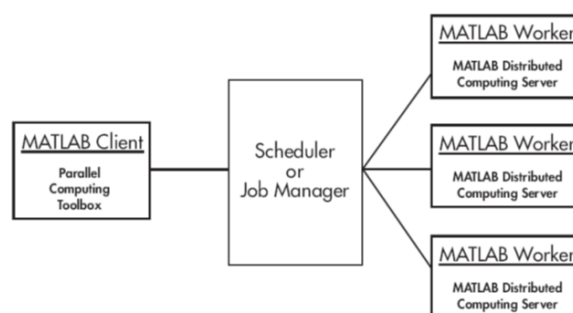 MATLAB Client
Parallel
Computing
Toolbox
Scheduler
or
Job Manager
MATLAB Worker
MATLAB Distributed
Computing Server
MATLAB Worker
MATLAB Distributed
Computing Server
MATLAB Worker
MATLAB Distributed
Computing Server